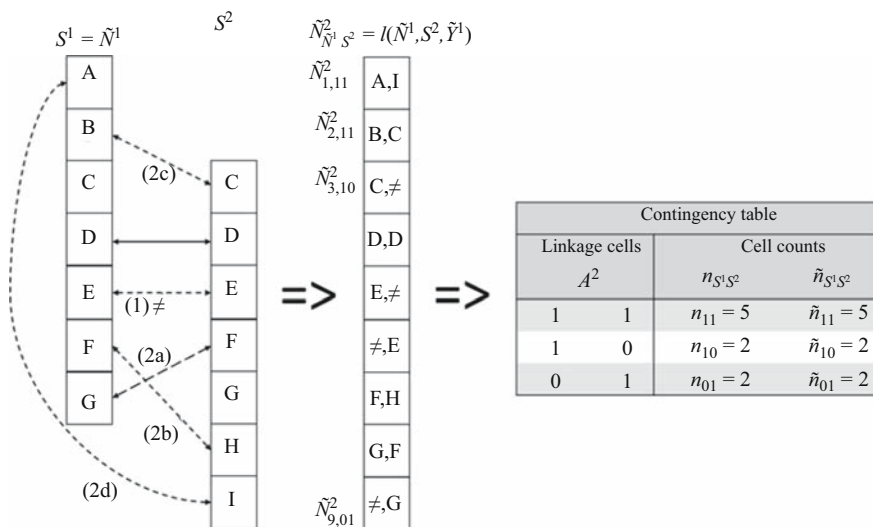 S¹ = Ñ¹
A
B
C
D
E
F
G
S²
C
D
E
F
G
H
I
(2c)
(1) ≠
(2a)
(2b)
(2d)
=>
Ñ²_{Ñ¹ S²} = l(Ñ¹,S²,Ỹ¹)
Ñ²_{1,11} A,I
Ñ²_{2,11} B,C
Ñ²_{3,10} C,≠
D,D
E,≠
≠,E
F,H
G,F
Ñ²_{9,01} ≠,G
=>
Contingency table
Linkage cells Cell counts
A² n_{S¹S²} ñ_{S¹S²}
1 1 n₁₁ = 5 ñ₁₁ = 5
1 0 n₁₀ = 2 ñ₁₀ = 2
0 1 n₀₁ = 2 ñ₀₁ = 2